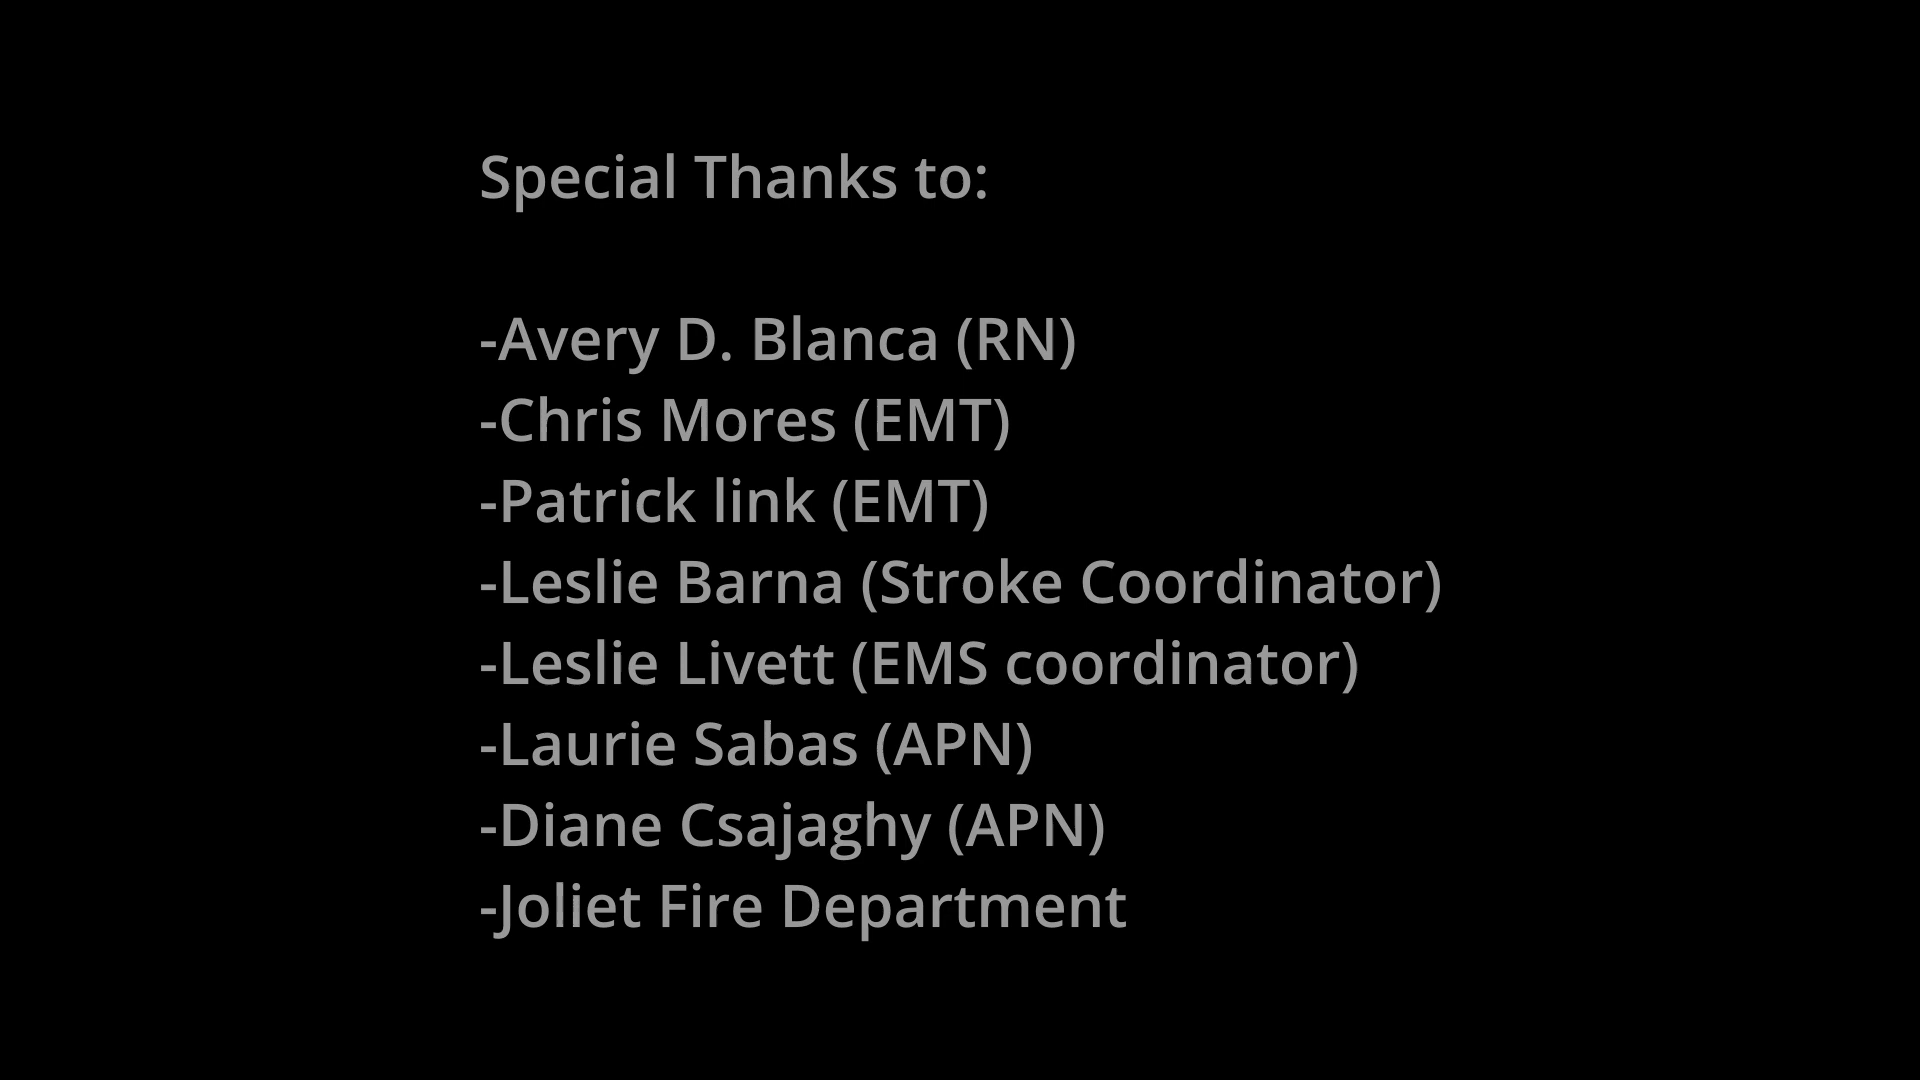 Special Thanks to:
-Avery D. Blanca (RN)
-Chris Mores (EMT)
-Patrick link (EMT)
-Leslie Barna (Stroke Coordinator)
-Leslie Livett (EMS coordinator)
-Laurie Sabas (APN)
-Diane Csajaghy (APN)
-Joliet Fire Department